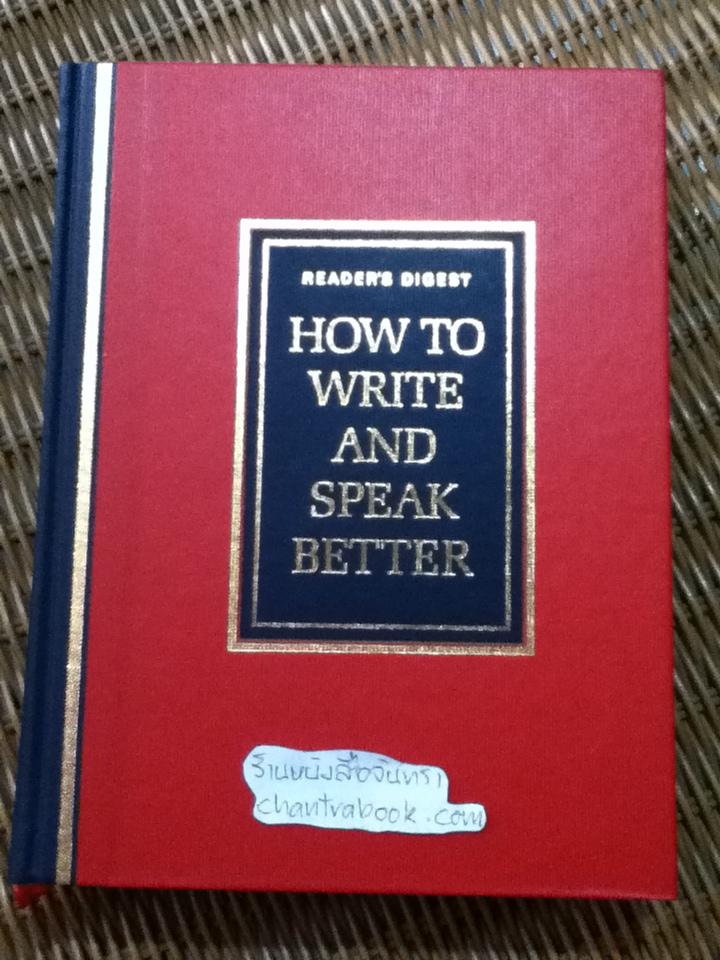 READER'S DIGEST
HOW TO
WRITE
AND
SPEAK
BETTER
ร้านหนังสือจันทรา
chantrabook.com